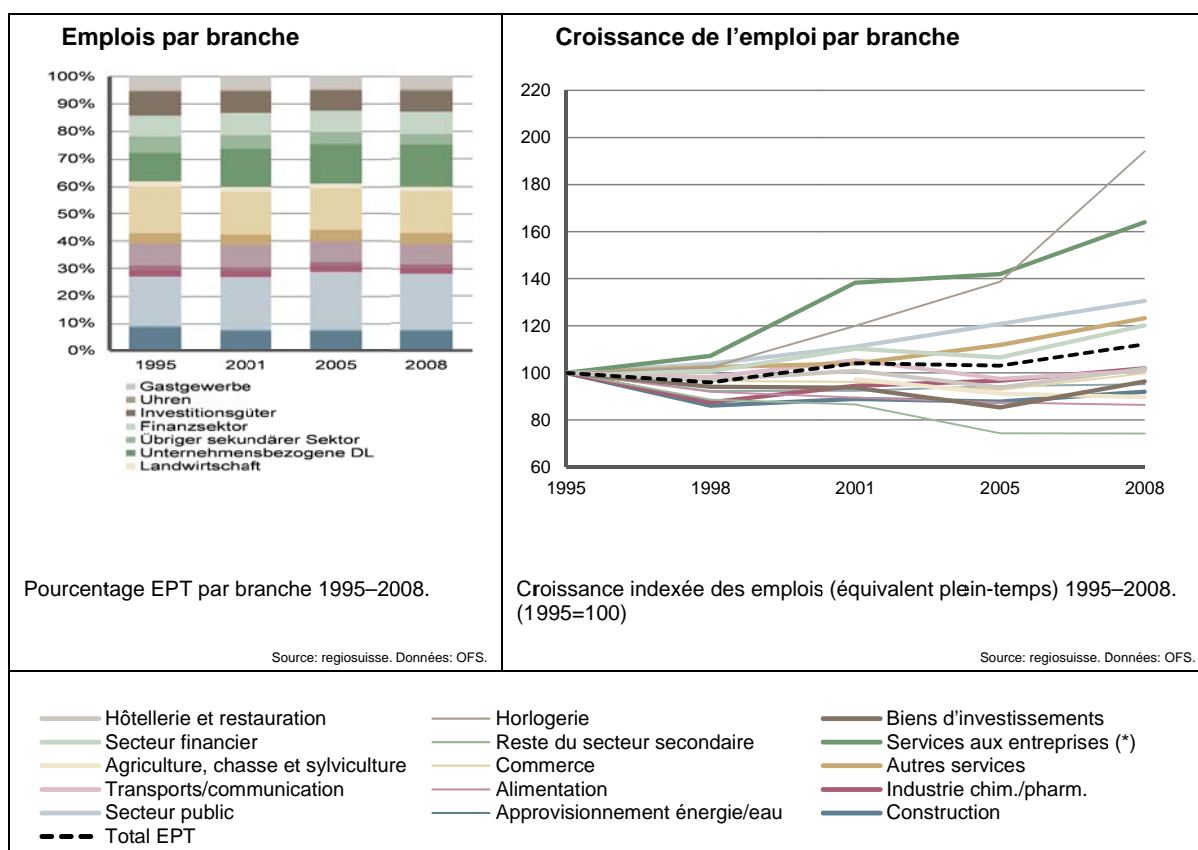 Emplois par branche
100%
90%
80%
70%
60%
50%
40%
30%
20%
10%
0%
1995 2001 2005 2008
Gastgewerbe
Uhren
Investitionsgüter
Finanzsektor
Übriger sekundärer Sektor
Unternehmensbezogene DL
Landwirtschaft
Pourcentage EPT par branche 1995–2008.
Source: regiosuisse. Données: OFS.
Croissance de l'emploi par branche
220
200
180
160
140
120
100
80
60
1995 1998 2001 2005 2008
Croissance indexée des emplois (équivalent plein-temps) 1995–2008.
(1995=100)
Source: regiosuisse. Données: OFS.
Hôtellerie et restauration Horlogerie Biens d'investissements
Secteur financier Reste du secteur secondaire Services aux entreprises (*)
Agriculture, chasse et sylviculture Commerce Autres services
Transports/communication Alimentation Industrie chim./pharm.
Secteur public Approvisionnement énergie/eau Construction
Total EPT